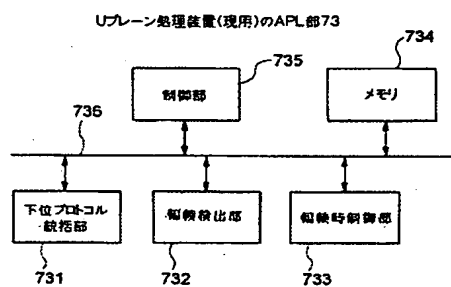 Uプレーン処理装置(現用)のAPL部73
735
734
制御部
メモリ
736
下位プロトコル
統括部
輻輳検出部
輻輳時制御部
731
732
733